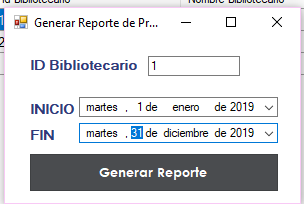 ID Bibliotecario
Nombre Bibliotecario
Generar Reporte de Pr...
ID Bibliotecario 1
INICIO martes , 1 de enero de 2019
FIN martes , 31 de diciembre de 2019
Generar Reporte